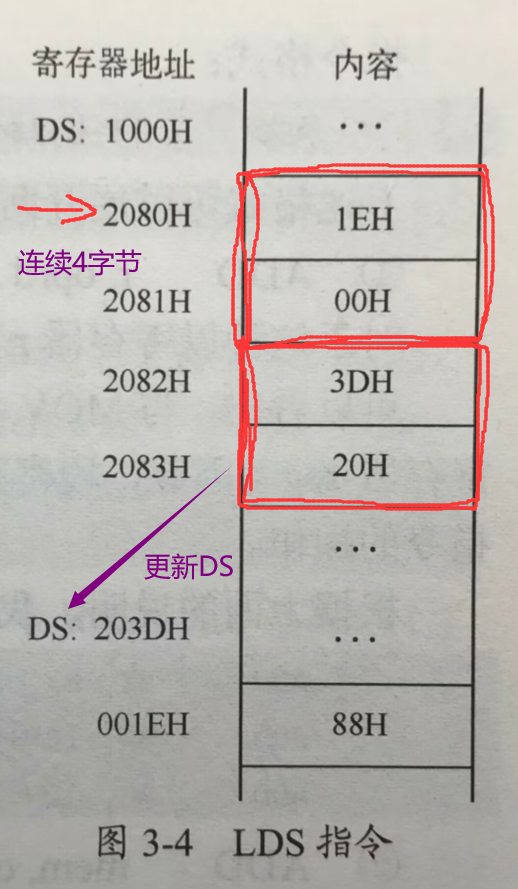 寄存器地址 内容
DS: 1000H ...
2080H 1EH
连续4字节
2081H 00H
2082H 3DH
2083H 20H
...
更新DS
DS: 203DH ...
001EH 88H
图 3-4 LDS 指令